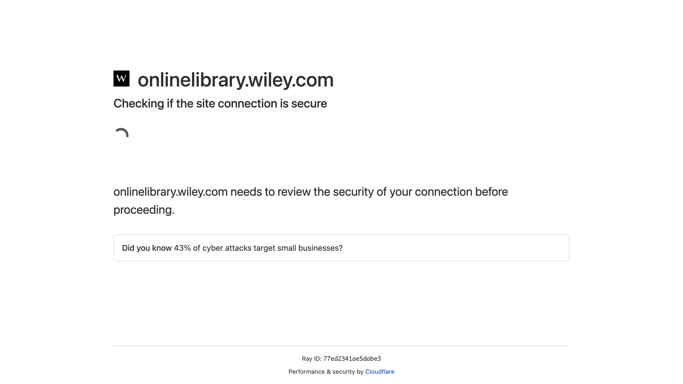 W onlinelibrary.wiley.com
Checking if the site connection is secure
onlinelibrary.wiley.com needs to review the security of your connection before
proceeding.
Did you know 43% of cyber attacks target small businesses?
Ray ID: 77ed2341ae5dabe3
Performance & security by Cloudflare